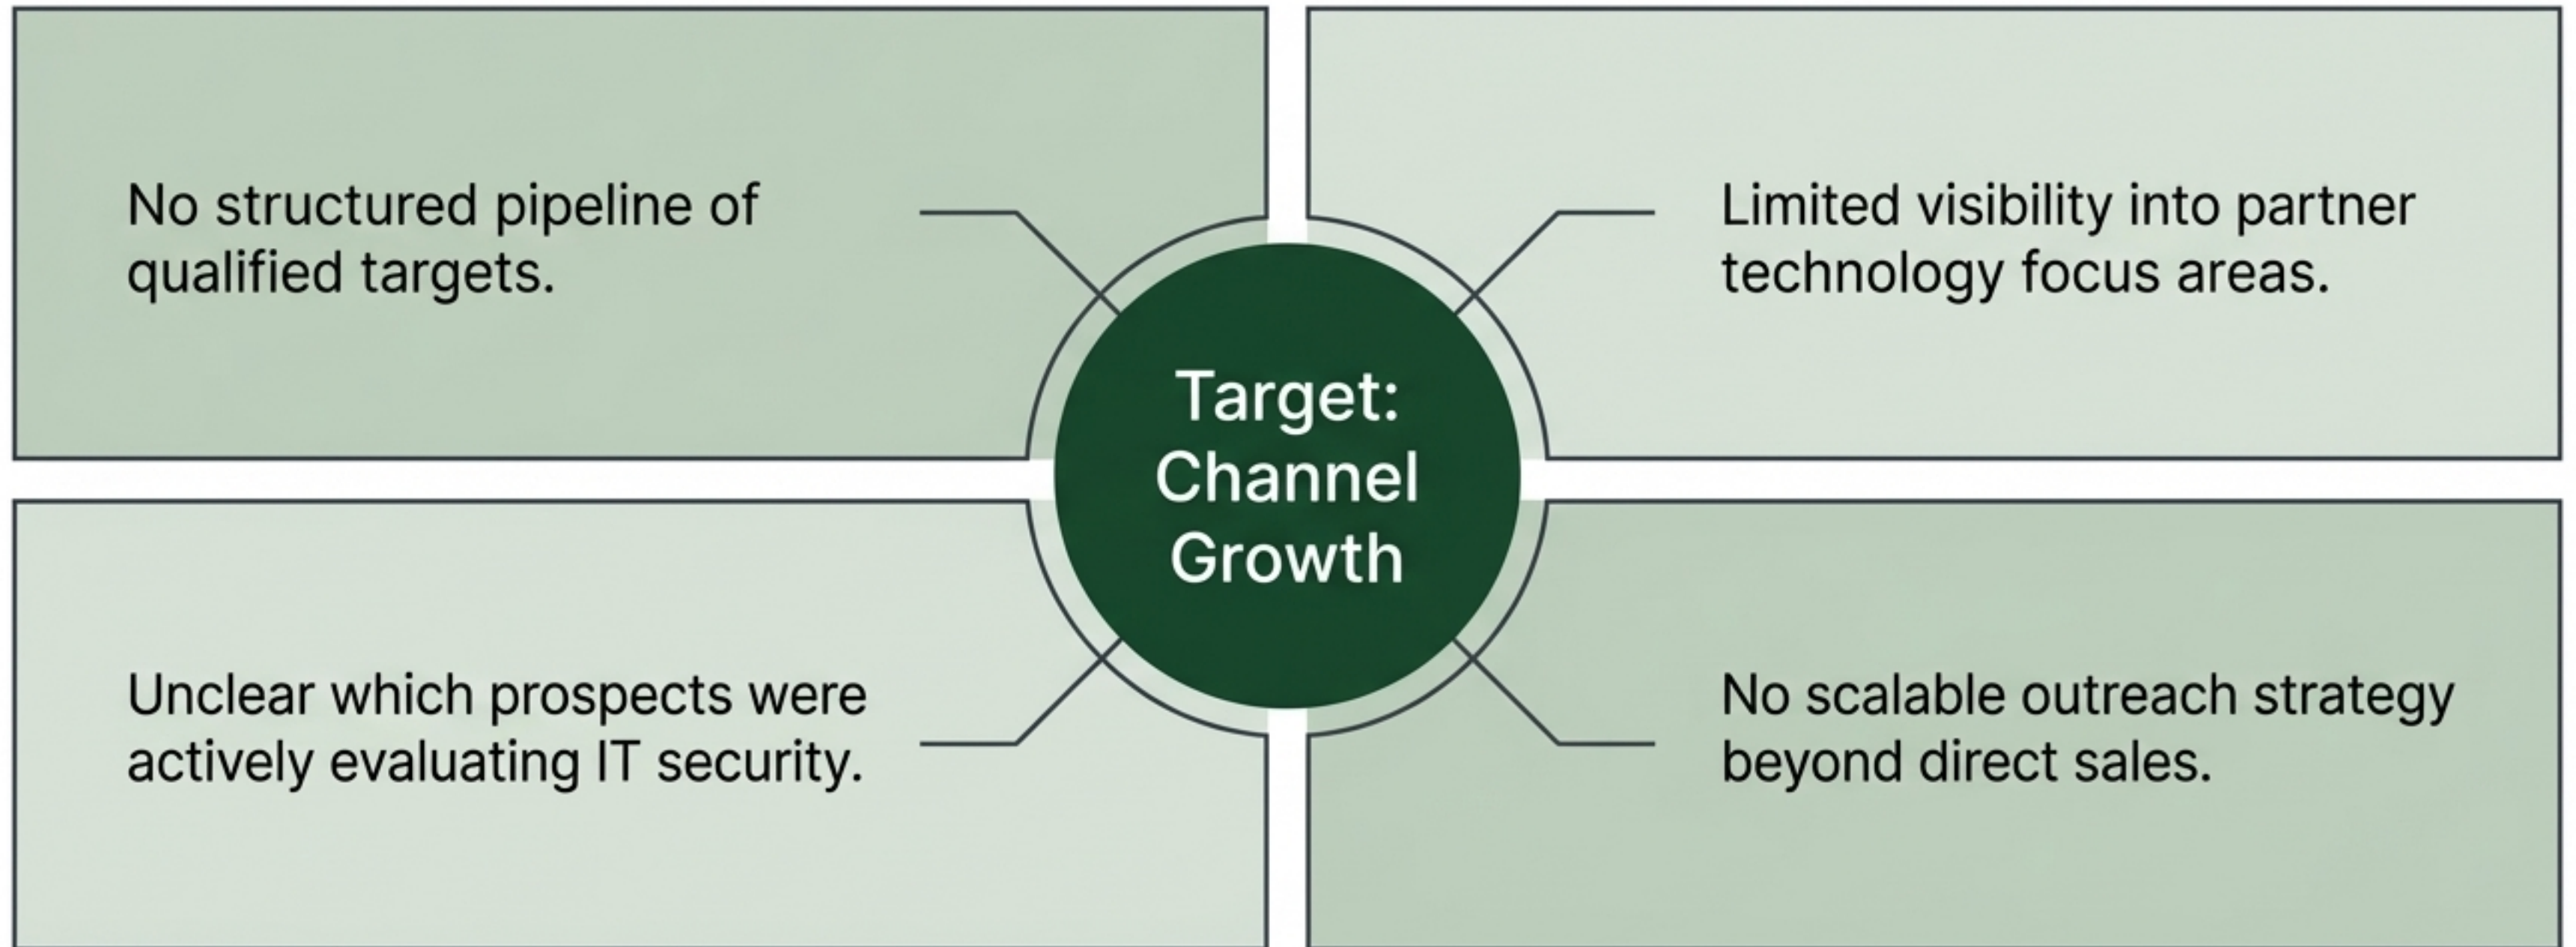 No structured pipeline of
qualified targets.
Limited visibility into partner
technology focus areas.
Target:
Channel
Growth
Unclear which prospects were
actively evaluating IT security.
No scalable outreach strategy
beyond direct sales.